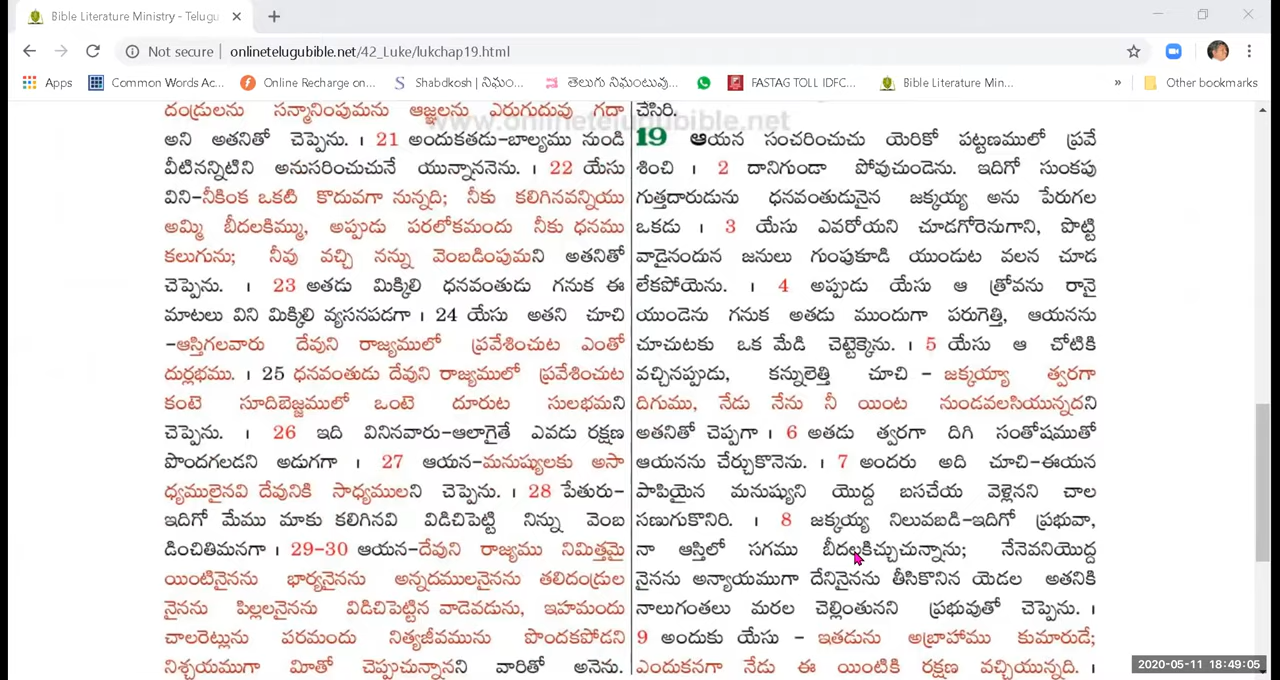 Bible Literature Ministry - Telugu
Not secure | onlinetelugubible.net/42_Luke/lukchap19.html
Apps Common Words Ac... Online Recharge on... Shabdkosh | నిఘం... తెలుగు నిఘంటువు... FASTAG TOLL IDFC... Bible Literature Min... » Other bookmarks
www.onlinetelugubible.net
దండ్రులను సన్మానింపుమను ఆజ్ఞలను ఎరుగుదువు గదా
అని అతనితో చెప్పెను. । 21 అందుకతడు-బాల్యము నుండి
వీటినన్నిటిని అనుసరించుచునే యున్నాననెను. । 22 యేసు
విని-నీకింక ఒకటి కొదువగా నున్నది; నీకు కలిగినవన్నియు
అమ్మి బీదలకిమ్ము, అప్పుడు పరలోకమందు నీకు ధనము
కలుగును; నీవు వచ్చి నన్ను వెంబడింపుమని అతనితో
చెప్పెను. । 23 అతడు మిక్కిలి ధనవంతుడు గనుక ఈ
మాటలు విని మిక్కిలి వ్యసనపడగా । 24 యేసు అతని చూచి
-ఆస్తిగలవారు దేవుని రాజ్యములో ప్రవేశించుట ఎంతో
దుర్లభము. । 25 ధనవంతుడు దేవుని రాజ్యములో ప్రవేశించుట
కంటె సూదిబెజ్జములో ఒంటె దూరుట సులభమని
చెప్పెను. । 26 ఇది వినినవారు-ఆలాగైతే ఎవడు రక్షణ
పొందగలడని అడుగగా । 27 ఆయన-మనుష్యులకు అసా
ధ్యములైనవి దేవునికి సాధ్యములని చెప్పెను. । 28 పేతురు-
ఇదిగో మేము మాకు కలిగినవి విడిచిపెట్టి నిన్ను వెంబ
డించితిమనగా । 29-30 ఆయన-దేవుని రాజ్యము నిమిత్తమై
యింటినైనను భార్యనైనను అన్నదములనైనను తలిదండ్రుల
నైనను పిల్లలనైనను విడిచిపెట్టిన వాడెవడును, ఇహమందు
చాలరెట్లును పరమందు నిత్యజీవమును పొందకపోడని
నిశ్చయముగా మీతో చెప్పుచున్నానని వారితో అనెను.
చేసిరి.
19 ఆయన సంచరించుచు యెరికో పట్టణములో ప్రవే
శించి । 2 దానిగుండా పోవుచుండెను. ఇదిగో సుంకపు
గుత్తదారుడును ధనవంతుడునైన జక్కయ్య అను పేరుగల
ఒకడు । 3 యేసు ఎవరోయని చూడగోరెనుగాని, పొట్టి
వాడైనందున జనులు గుంపుకూడి యుండుట వలన చూడ
లేకపోయెను. । 4 అప్పుడు యేసు ఆ త్రోవను రానై
యుండెను గనుక అతడు ముందుగా పరుగెత్తి, ఆయనను
చూచుటకు ఒక మేడి చెట్టెక్కెను. । 5 యేసు ఆ చోటికి
వచ్చినప్పుడు, కన్నులెత్తి చూచి - జక్కయ్యా త్వరగా
దిగుము, నేడు నేను నీ యింట నుండవలసియున్నదని
అతనితో చెప్పగా । 6 అతడు త్వరగా దిగి సంతోషముతో
ఆయనను చేర్చుకొనెను. । 7 అందరు అది చూచి-ఈయన
పాపియైన మనుష్యుని యొద్ద బసచేయ వెళ్లెనని చాల
సణుగుకొనిరి. । 8 జక్కయ్య నిలువబడి-ఇదిగో ప్రభువా,
నా ఆస్తిలో సగము బీదలకిచ్చుచున్నాను; నేనెవనియొద్ద
నైనను అన్యాయముగా దేనినైనను తీసికొనిన యెడల అతనికి
నాలుగంతలు మరల చెల్లింతునని ప్రభువుతో చెప్పెను. ।
9 అందుకు యేసు - ఇతడును అబ్రాహాము కుమారుడే;
ఎందుకనగా నేడు ఈ యింటికి రక్షణ వచ్చియున్నది. ।
2020-05-11 18:49:05